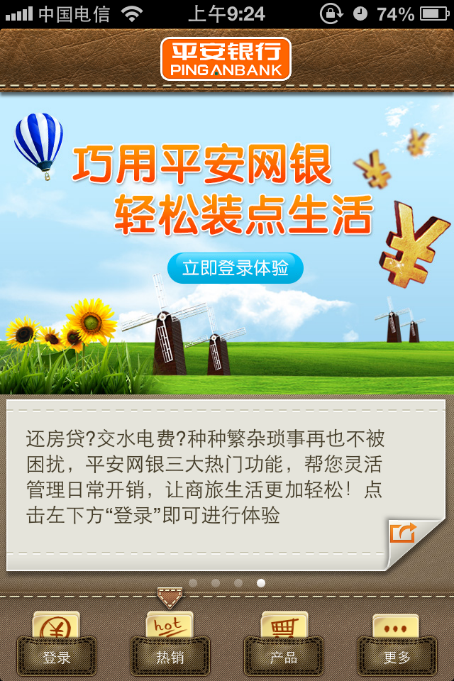 中国电信
上午9:24
74%
平安银行
PINGANBANK
巧用平安网银
轻松装点生活
立即登录体验
还房贷?交水电费?种种繁杂琐事再也不被
困扰，平安网银三大热门功能，帮您灵活
管理日常开销，让商旅生活更加轻松！点
击左下方“登录”即可进行体验
hot
登录
热销
产品
更多